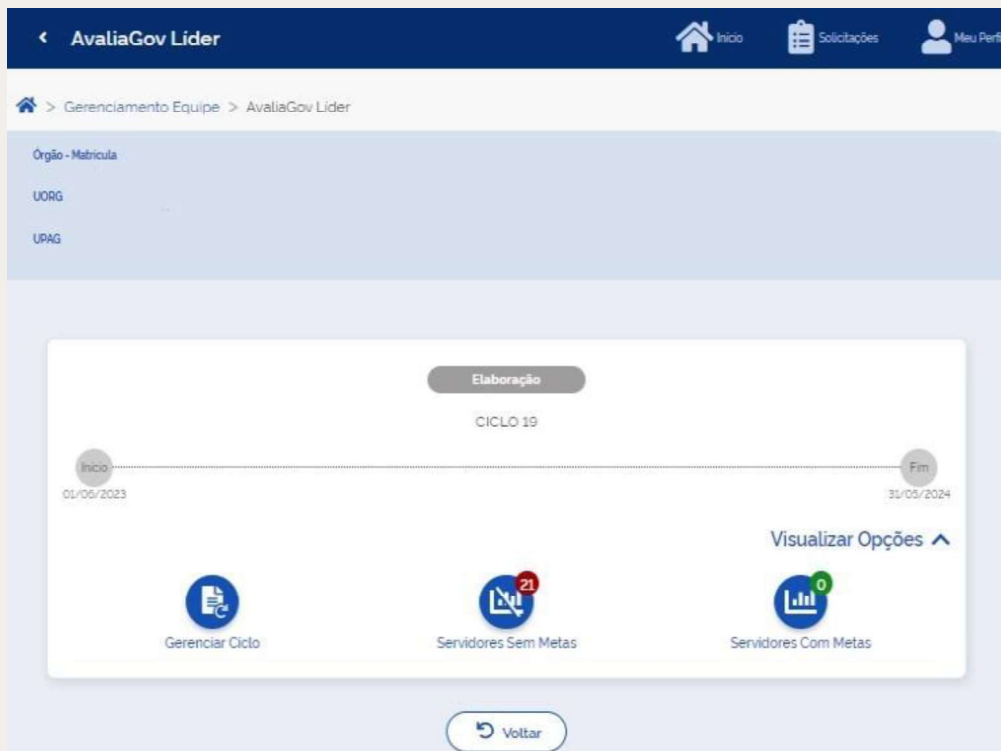 AvaliaGov Líder
Início
Solicitações
Meu Perfi
> Gerenciamento Equipe > AvaliaGov Líder
Órgão - Matrícula
UORG
UPAG
Elaboração
CICLO 19
Início
Fim
01/06/2023
31/05/2024
Visualizar Opções
21
0
Gerenciar Ciclo
Servidores Sem Metas
Servidores Com Metas
Voltar